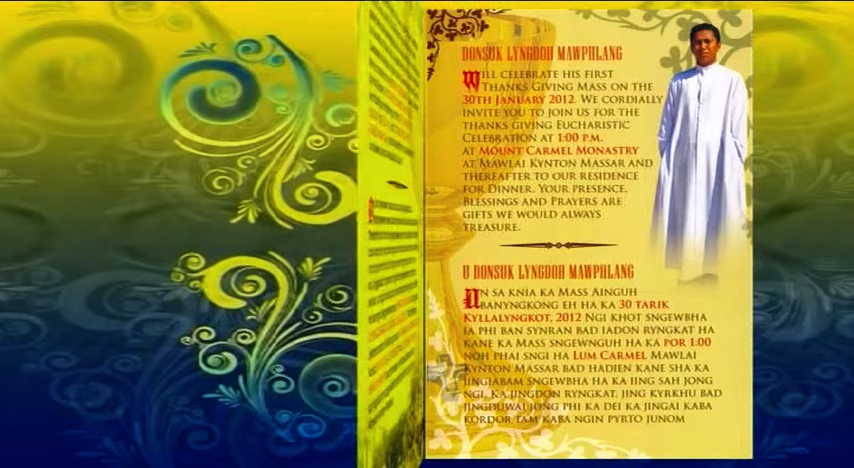 DONSUK LYNGDOH MAWPHLANG
WILL CELEBRATE HIS FIRST
THANKS GIVING MASS ON THE
30TH JANUARY 2012. WE CORDIALLY
INVITE YOU TO JOIN US FOR THE
THANKS GIVING EUCHARISTIC
CELEBRATION AT 1:00 P.M.
AT MOUNT CARMEL MONASTRY
AT MAWLAI KYNTON MASSAR AND
THEREAFTER TO OUR RESIDENCE
FOR DINNER. YOUR PRESENCE,
BLESSINGS AND PRAYERS ARE
GIFTS WE WOULD ALWAYS
TREASURE.
U DONSUK LYNGDOH MAWPHLANG
UN SA KNIA KA MASS AINGUH
BANYNGKONG EH HA KA 30 TARIK
KYLLALYNGKOT, 2012 NGI KHOT SNGEWBHA
IA PHI BAN SYNRAN BAD IADON RYNGKAT HA
KANE KA MASS SNGEWNGUH HA KA POR 1:00
NOH PHAI SNGI HA LUM CARMEL MAWLAI
KYNTON MASSAR BAD HADIEN KANE SHA KA
JINGIABAM SNGEWBHA HA KA IING SAH JONG
NGI. KA JINGDON RYNGKAT, JING KYRKHU BAD
JINGDUWAI JONG PHI KA DEI KA JINGAI KABA
KORDOR TAM KABA NGIN PYRTO JUNOM